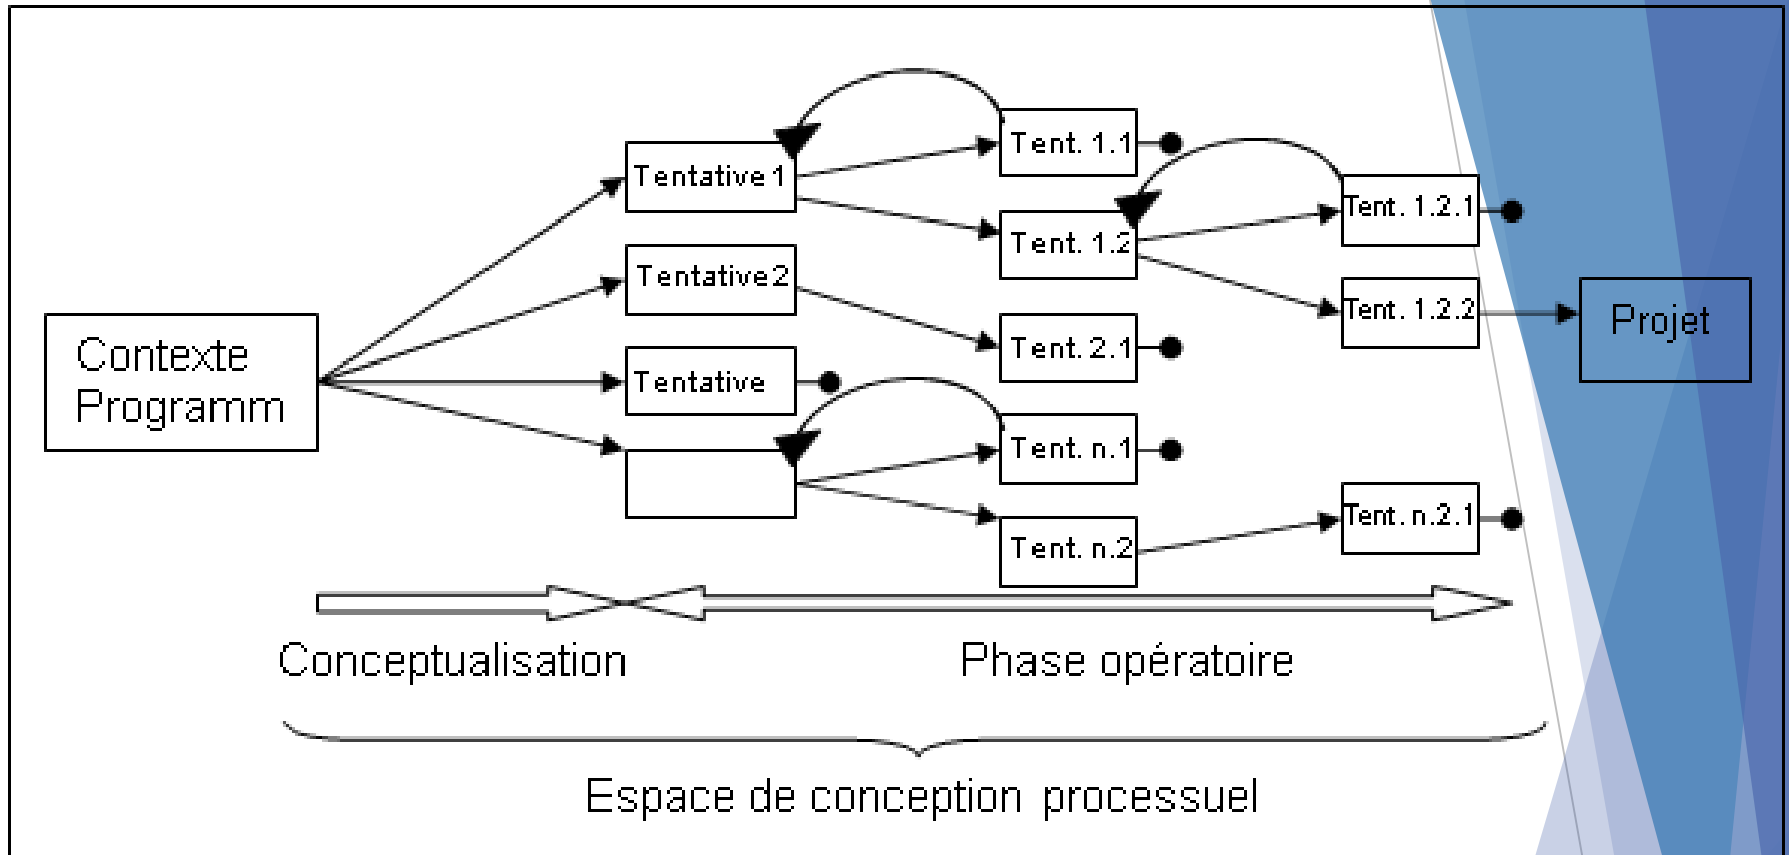 Tent. 1.1
Tentative 1
Tent. 1.2.1
Tent. 1.2
Tentative 2
Tent. 1.2.2
Projet
Contexte
Programm
Tent. 2.1
Tentative
Tent. n.1
Tent. n.2.1
Tent. n.2
Conceptualisation
Phase opératoire
Espace de conception processuel